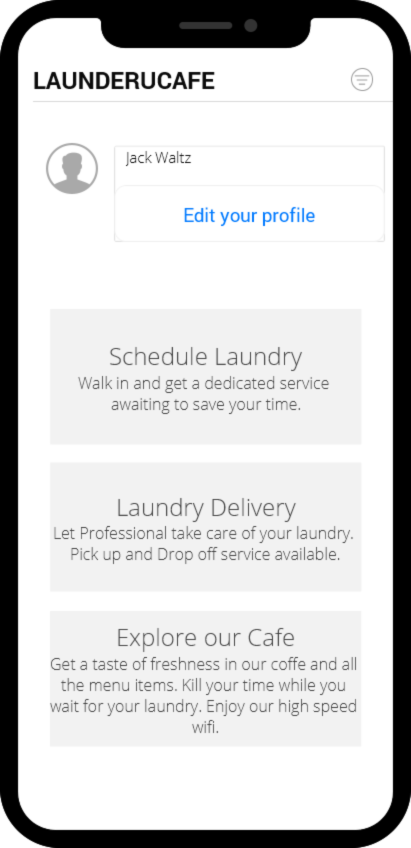 LAUNDERUCAFE
Jack Waltz
Edit your profile
Schedule Laundry
Walk in and get a dedicated service
awaiting to save your time.
Laundry Delivery
Let Professional take care of your laundry.
Pick up and Drop off service available.
Explore our Cafe
Get a taste of freshness in our coffe and all
the menu items. Kill your time while you
wait for your laundry. Enjoy our high speed
wifi.